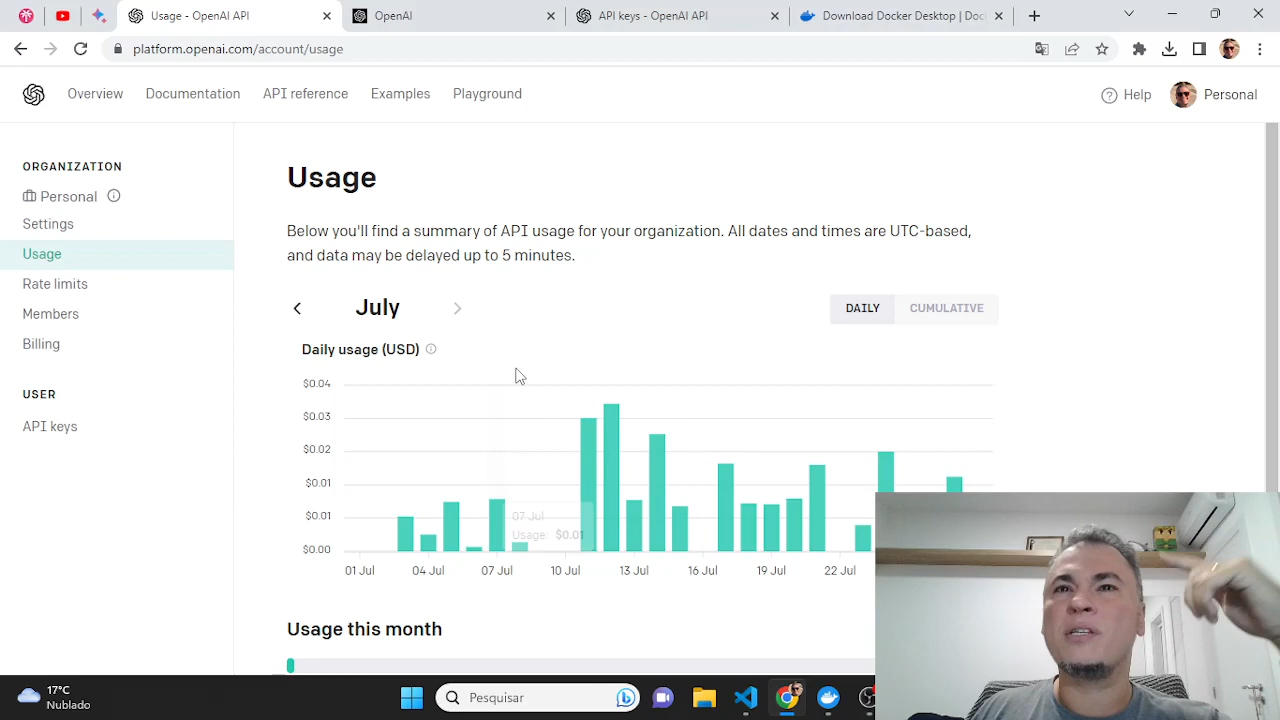 Usage - OpenAI API
OpenAI
API keys - OpenAI API
Download Docker Desktop | Doc
platform.openai.com/account/usage
Overview
Documentation
API reference
Examples
Playground
Help
Personal
ORGANIZATION
Personal
Settings
Usage
Rate limits
Members
Billing
USER
API keys
Usage
Below you'll find a summary of API usage for your organization. All dates and times are UTC-based,
and data may be delayed up to 5 minutes.
July
DAILY
CUMULATIVE
Daily usage (USD)
$0.04
$0.03
$0.02
$0.01
$0.01
$0.00
07 Jul
Usage: $0.01
01 Jul
04 Jul
07 Jul
10 Jul
13 Jul
16 Jul
19 Jul
22 Jul
Usage this month
17°C
Nublado
Pesquisar